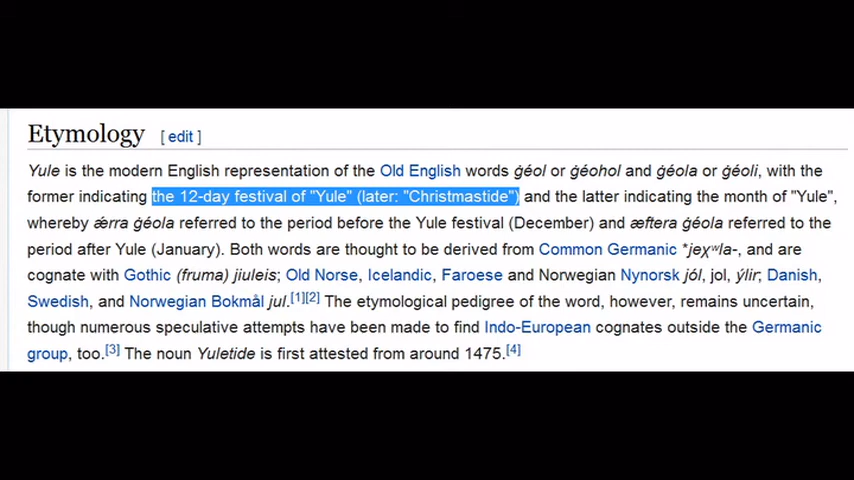 Etymology [ edit ]
Yule is the modern English representation of the Old English words ġéol or ġéohol and ġéola or ġéoli, with the
former indicating the 12-day festival of "Yule" (later: "Christmastide") and the latter indicating the month of "Yule",
whereby ǽrra ġéola referred to the period before the Yule festival (December) and æftera ġéola referred to the
period after Yule (January). Both words are thought to be derived from Common Germanic *jeχʷla-, and are
cognate with Gothic (fruma) jiuleis; Old Norse, Icelandic, Faroese and Norwegian Nynorsk jól, jol, ýlir; Danish,
Swedish, and Norwegian Bokmål jul.[1][2] The etymological pedigree of the word, however, remains uncertain,
though numerous speculative attempts have been made to find Indo-European cognates outside the Germanic
group, too.[3] The noun Yuletide is first attested from around 1475.[4]